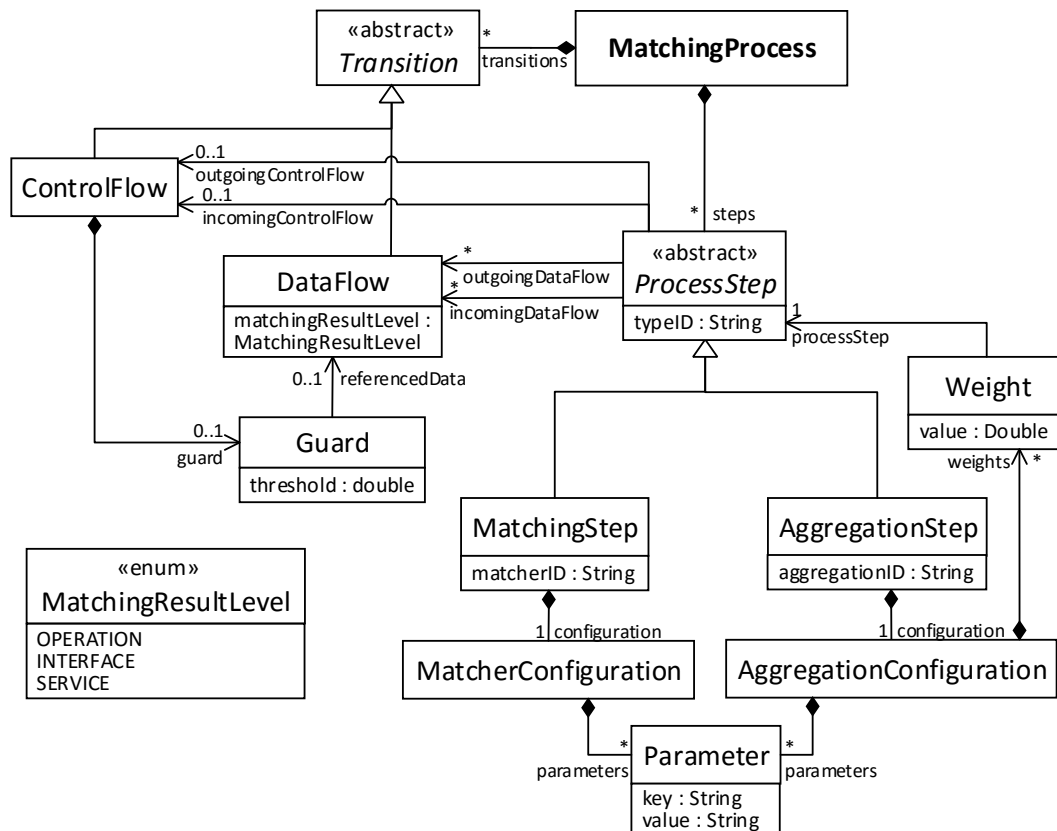 «abstract»
Transition
*
transitions
MatchingProcess
ControlFlow
0..1
outgoingControlFlow
0..1
incomingControlFlow
* steps
«abstract»
ProcessStep
typeID : String
*
outgoingDataFlow
*
incomingDataFlow
DataFlow
matchingResultLevel :
MatchingResultLevel
1
processStep
0..1 referencedData
Weight
value : Double
weights *
0..1
guard
Guard
threshold : double
MatchingStep
matcherID : String
AggregationStep
aggregationID : String
«enum»
MatchingResultLevel
OPERATION
INTERFACE
SERVICE
1 configuration
1 configuration
MatcherConfiguration
AggregationConfiguration
*
parameters
*
parameters
Parameter
key : String
value : String